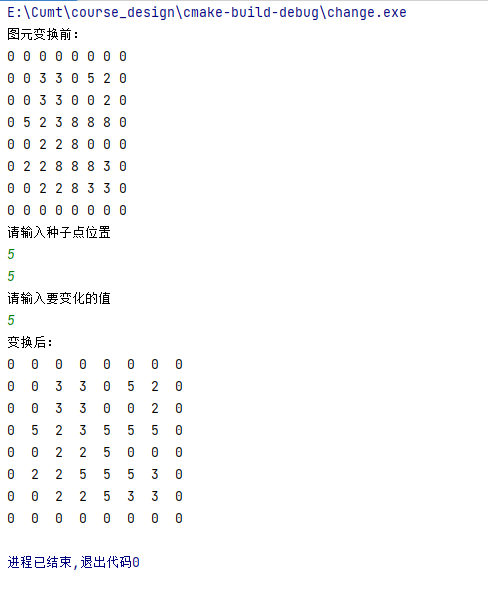 E:\Cumt\course_design\cmake-build-debug\change.exe
图元变换前:
0 0 0 0 0 0 0 0
0 0 3 3 0 5 2 0
0 0 3 3 0 0 2 0
0 5 2 3 8 8 8 0
0 0 2 2 8 0 0 0
0 2 2 8 8 8 3 0
0 0 2 2 8 3 3 0
0 0 0 0 0 0 0 0
请输入种子点位置
5
5
请输入要变化的值
5
变换后:
0 0 0 0 0 0 0 0
0 0 3 3 0 5 2 0
0 0 3 3 0 0 2 0
0 5 2 3 5 5 5 0
0 0 2 2 5 0 0 0
0 2 2 5 5 5 3 0
0 0 2 2 5 3 3 0
0 0 0 0 0 0 0 0
进程已结束,退出代码0